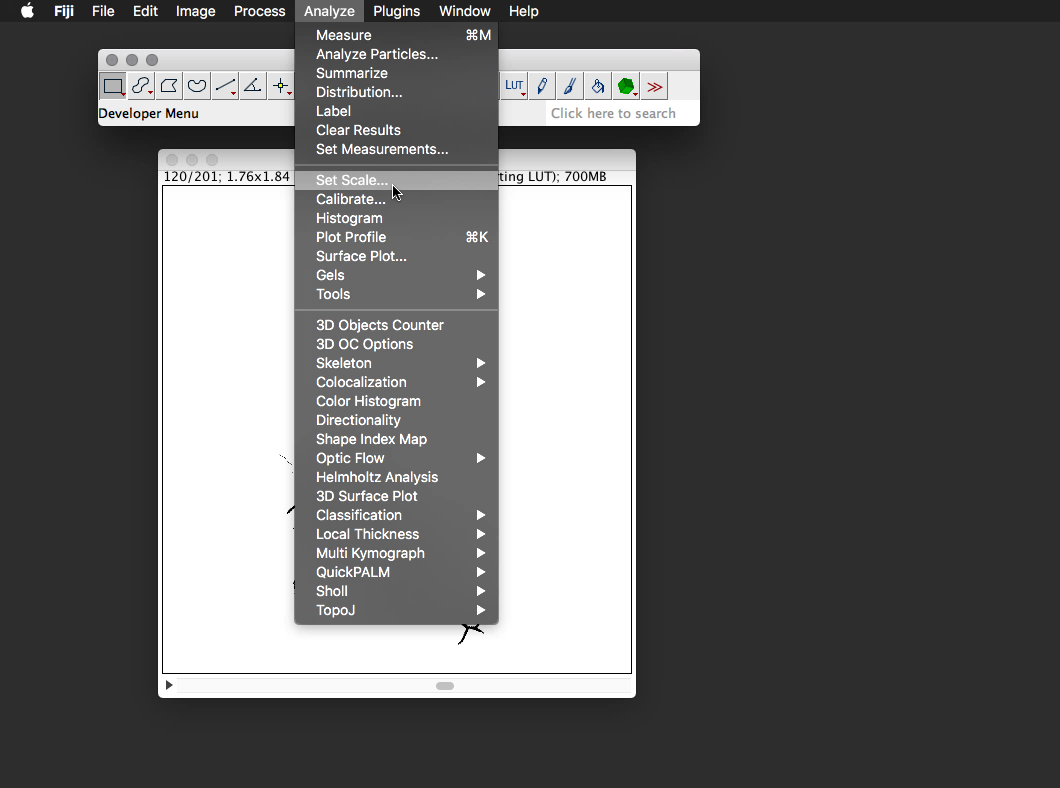 Fiji File Edit Image Process Analyze Plugins Window Help
Measure ⌘M
Analyze Particles...
Summarize
Distribution...
Label
Clear Results
Set Measurements...
Set Scale...
Calibrate...
Histogram
Plot Profile ⌘K
Surface Plot...
Gels
Tools
3D Objects Counter
3D OC Options
Skeleton
Colocalization
Color Histogram
Directionality
Shape Index Map
Optic Flow
Helmholtz Analysis
3D Surface Plot
Classification
Local Thickness
Multi Kymograph
QuickPALM
Sholl
TopoJ
LUT
Developer Menu
Click here to search
120/201; 1.76x1.84
ting LUT); 700MB